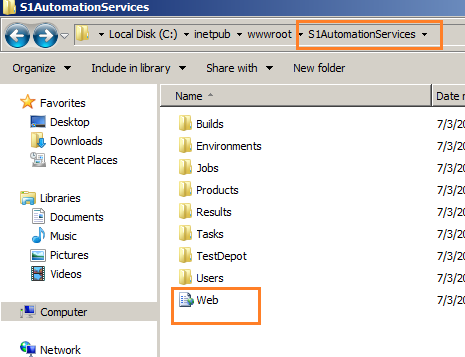 S1AutomationServices
Local Disk (C:) inetpub wwwroot S1AutomationServices
Organize Include in library Share with New folder
Favorites
Desktop
Downloads
Recent Places
Libraries
Documents
Music
Pictures
Videos
Computer
Network
Name Date
Builds 7/3/20
Environments 7/3/20
Jobs 7/3/20
Products 7/3/20
Results 7/3/20
Tasks 7/3/20
TestDepot 7/3/20
Users 7/3/20
Web 7/3/20